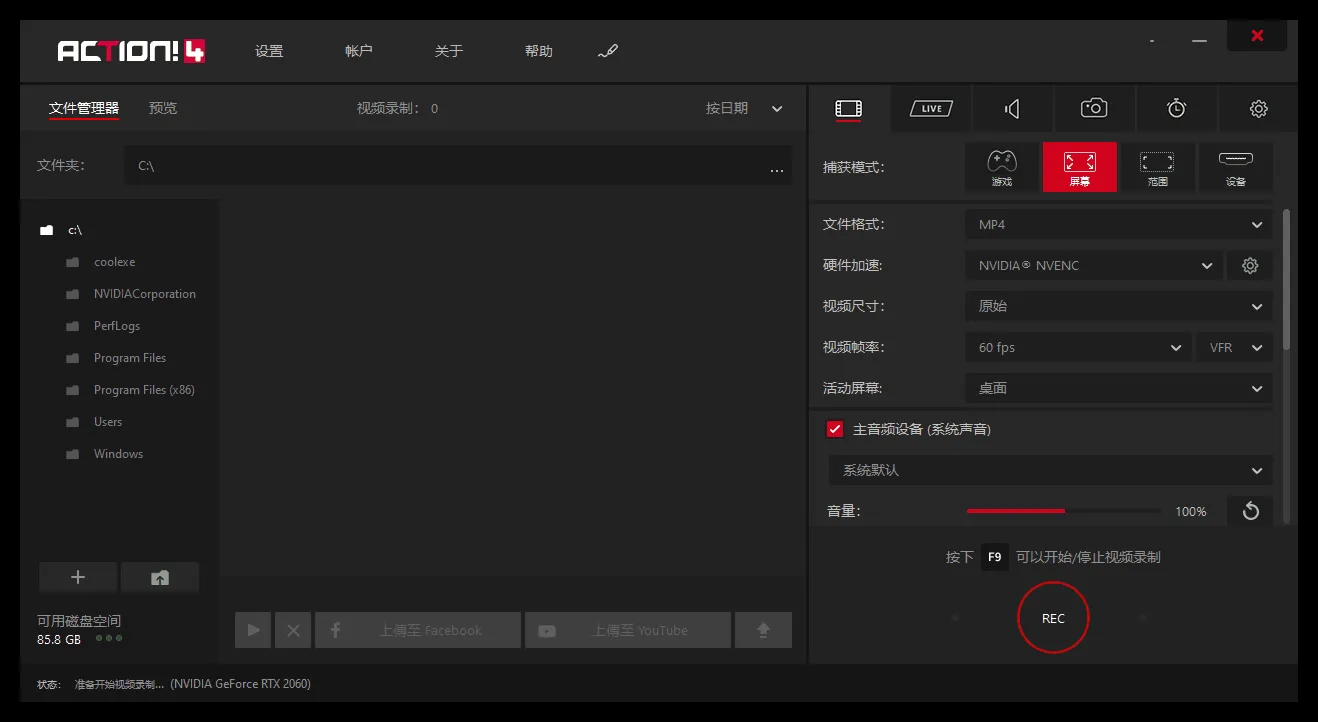 ACTION! 4 设置 帐户 关于 帮助
文件管理器 预览 视频录制: 0 按日期
LIVE
文件夹: C:\ ...
捕获模式: 游戏 屏幕 范围 设备
c:\
coolexe
NVIDIACorporation
PerfLogs
Program Files
Program Files (x86)
Users
Windows
文件格式: MP4
硬件加速: NVIDIA® NVENC
视频尺寸: 原始
视频帧率: 60 fps VFR
活动屏幕: 桌面
主音频设备 (系统声音)
系统默认
音量: 100%
按下 F9 可以开始/停止视频录制
REC
可用磁盘空间
85.8 GB
上傳至 Facebook 上傳至 YouTube
状态: 准备开始视频录制... (NVIDIA GeForce RTX 2060)